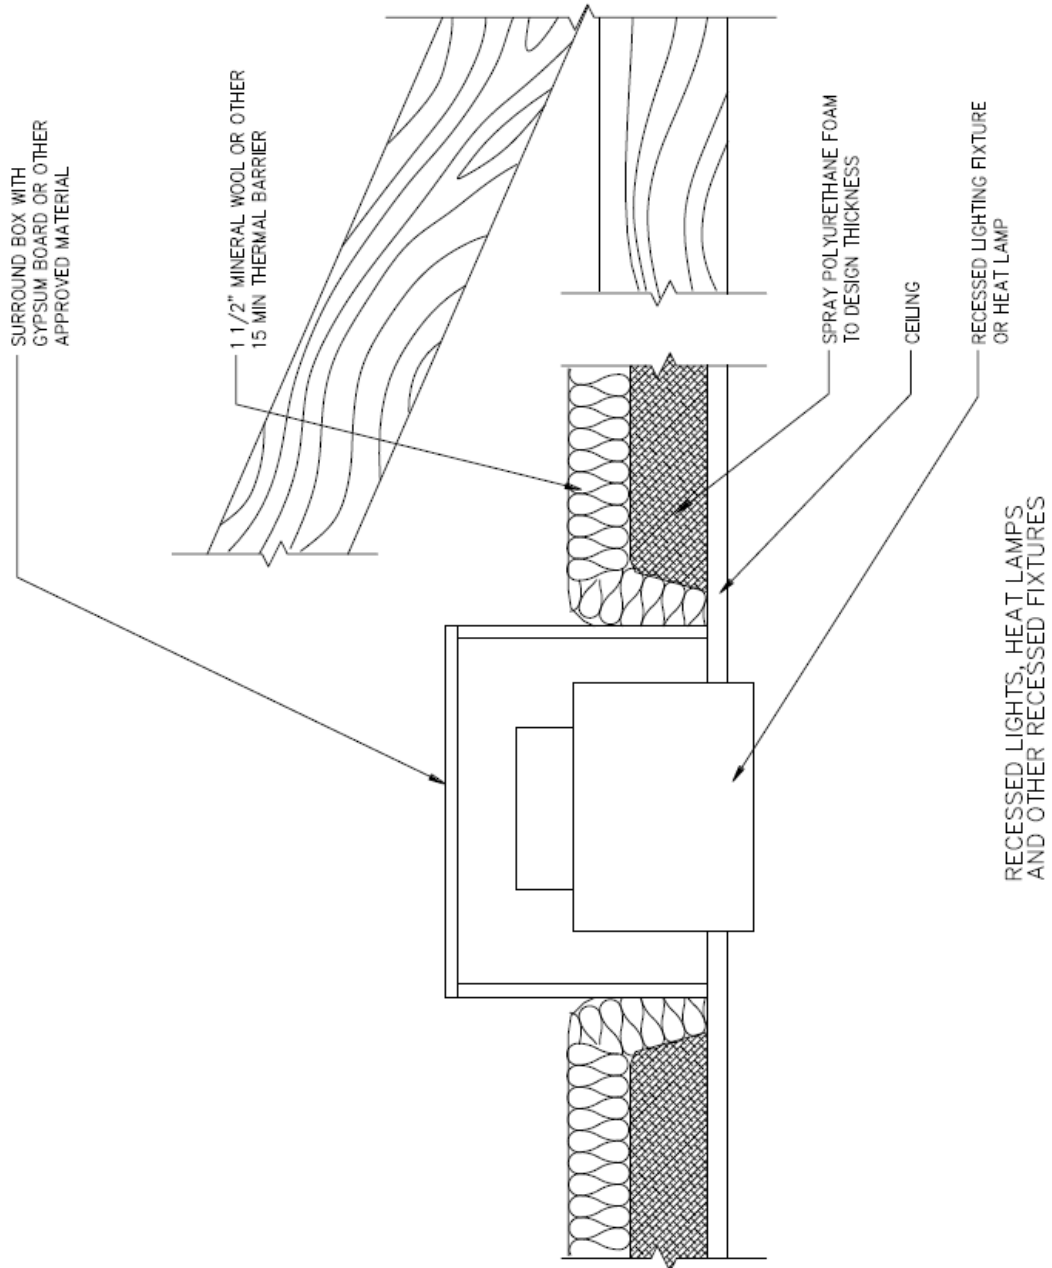 SURROUND BOX WITH
GYPSUM BOARD OR OTHER
APPROVED MATERIAL
1 1/2" MINERAL WOOL OR OTHER
15 MIN THERMAL BARRIER
SPRAY POLYURETHANE FOAM
TO DESIGN THICKNESS
CEILING
RECESSED LIGHTING FIXTURE
OR HEAT LAMP
RECESSED LIGHTS, HEAT LAMPS
AND OTHER RECESSED FIXTURES